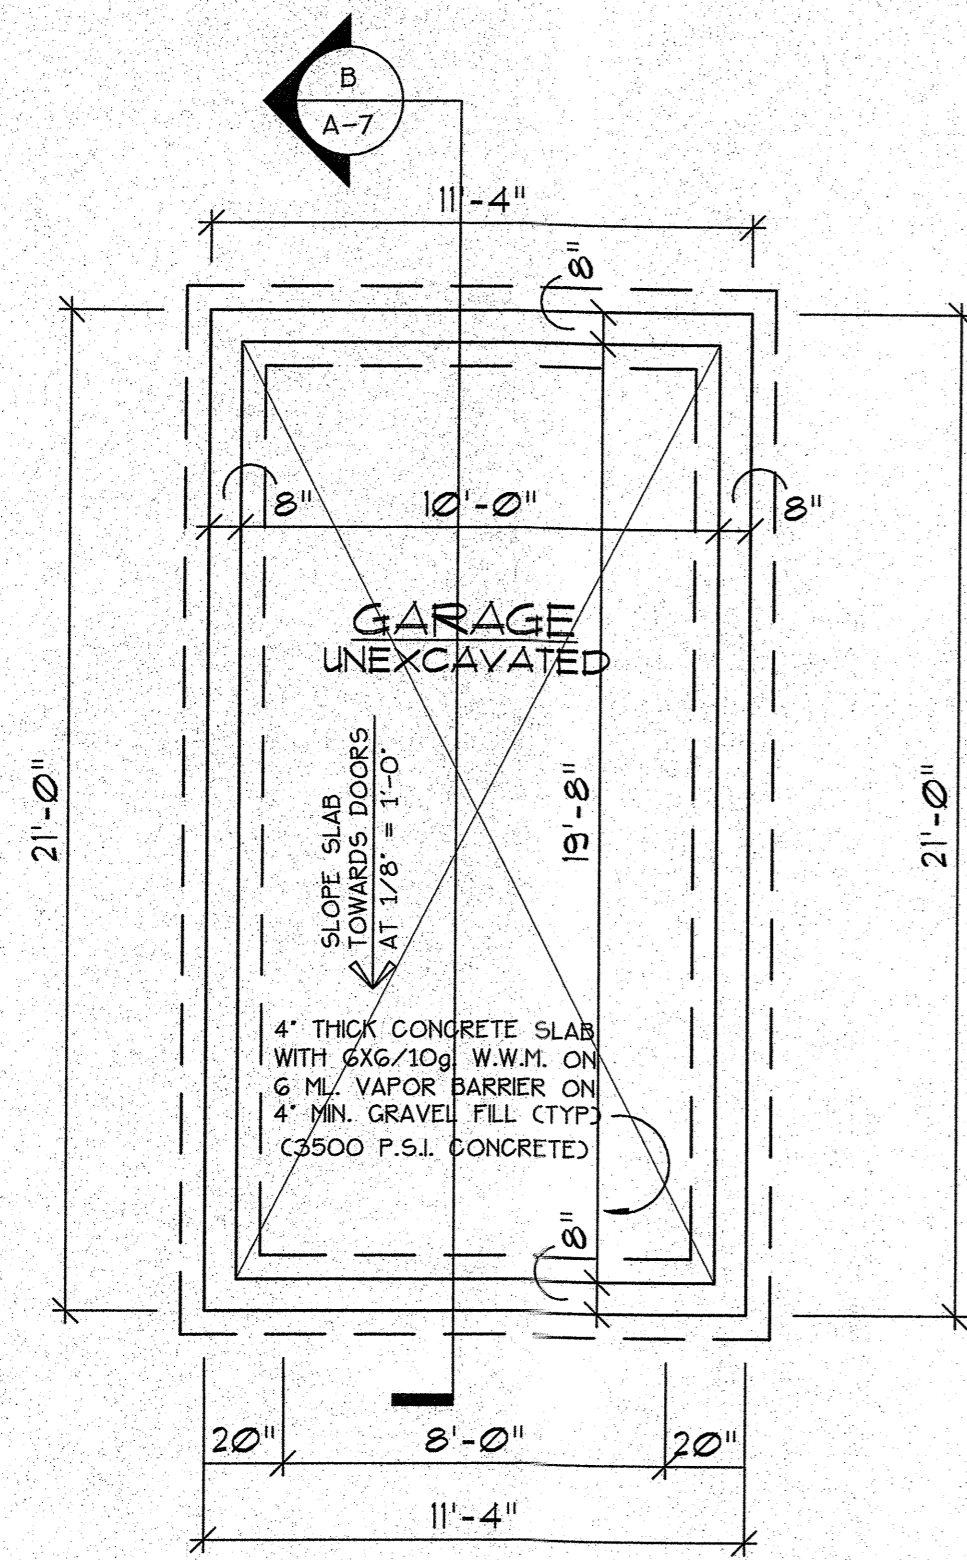 B
A-7
11'-4"
8"
8"
10'-0"
8"
GARAGE
UNEXCAVATED
21'-0"
SLOPE SLAB
TOWARDS DOORS
AT 1/8" = 1'-0"
19'-8"
21'-0"
4" THICK CONCRETE SLAB
WITH 6X6/10g. W.W.M. ON
6 ML. VAPOR BARRIER ON
4" MIN. GRAVEL FILL (TYP)
(3500 P.S.I. CONCRETE)
8"
20"
8'-0"
20"
11'-4"